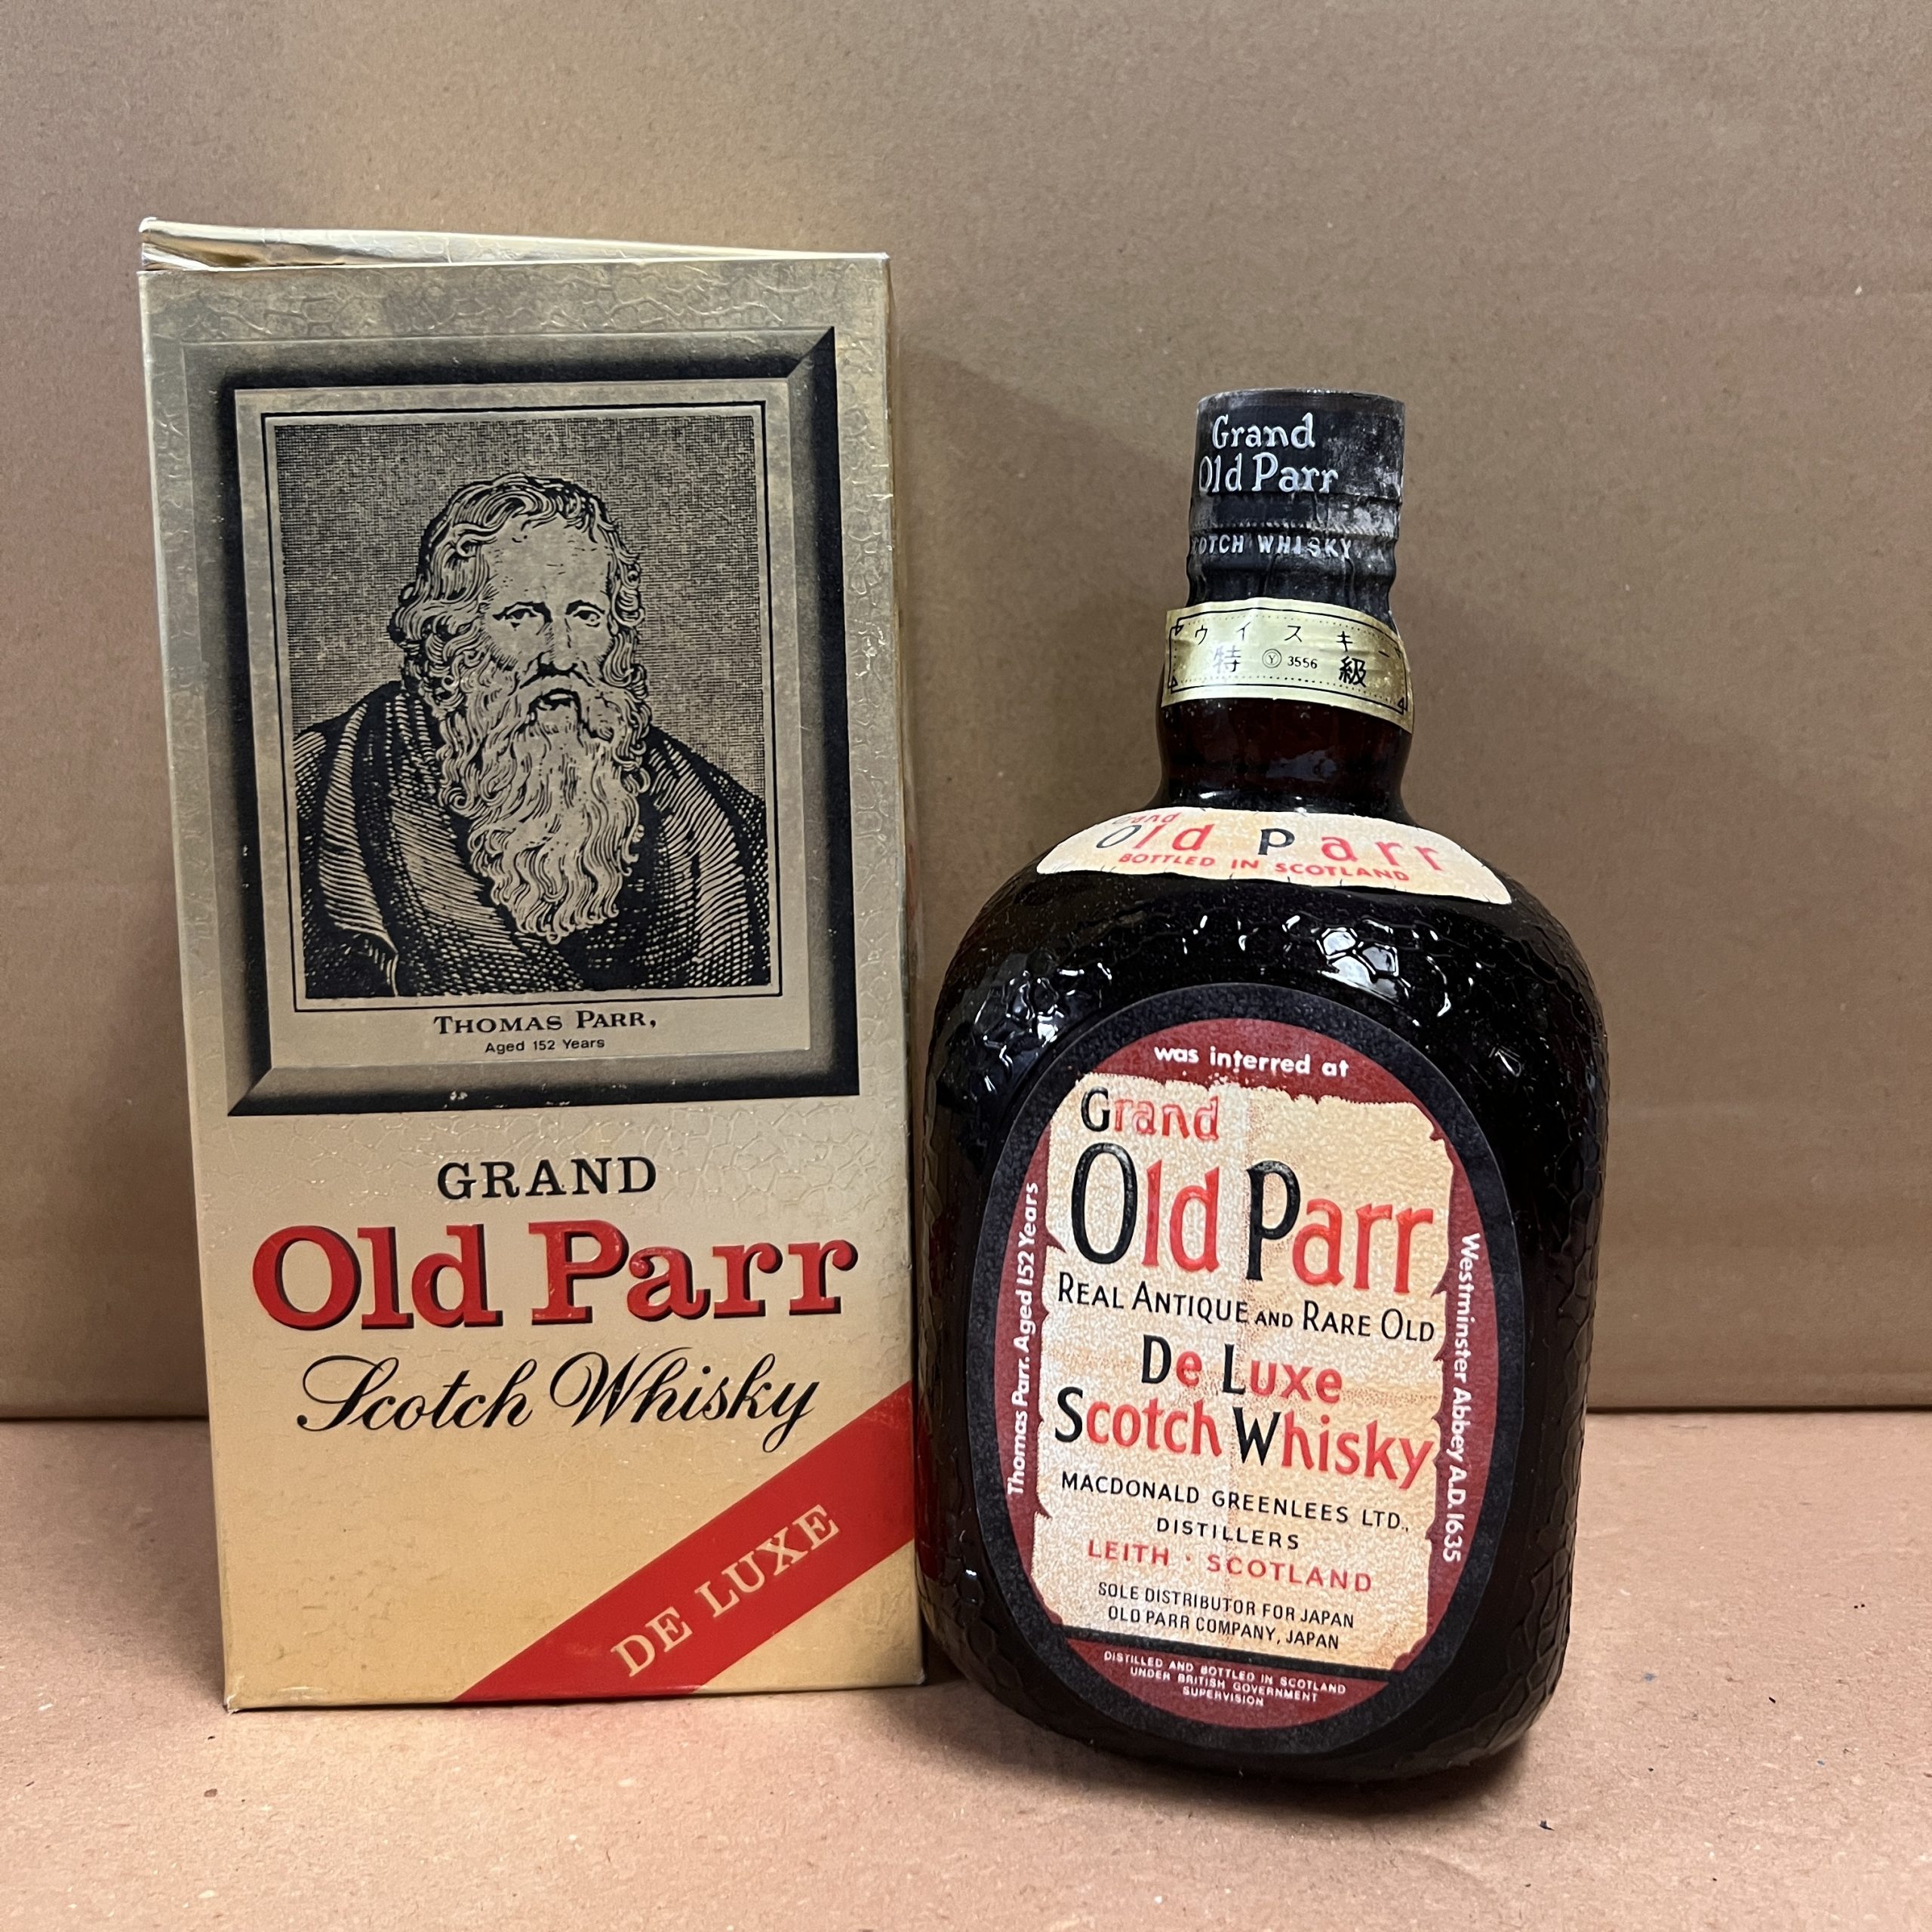 THOMAS PARR,
Aged 152 Years
GRAND
Old Parr
Scotch Whisky
DE LUXE
Grand
Old Parr
WHISKY
ウイスキー
特 Ⓨ 3556 級
Grand
Old Parr
BOTTLED IN SCOTLAND
Thomas Parr. Aged 152 Years
was interred at
Westminster Abbey A.D. 1635
Grand
Old Parr
REAL ANTIQUE AND RARE OLD
De Luxe
Scotch Whisky
MACDONALD GREENLEES LTD.,
DISTILLERS
LEITH · SCOTLAND
SOLE DISTRIBUTOR FOR JAPAN
OLD PARR COMPANY, JAPAN
DISTILLED AND BOTTLED IN SCOTLAND
UNDER BRITISH GOVERNMENT
SUPERVISION